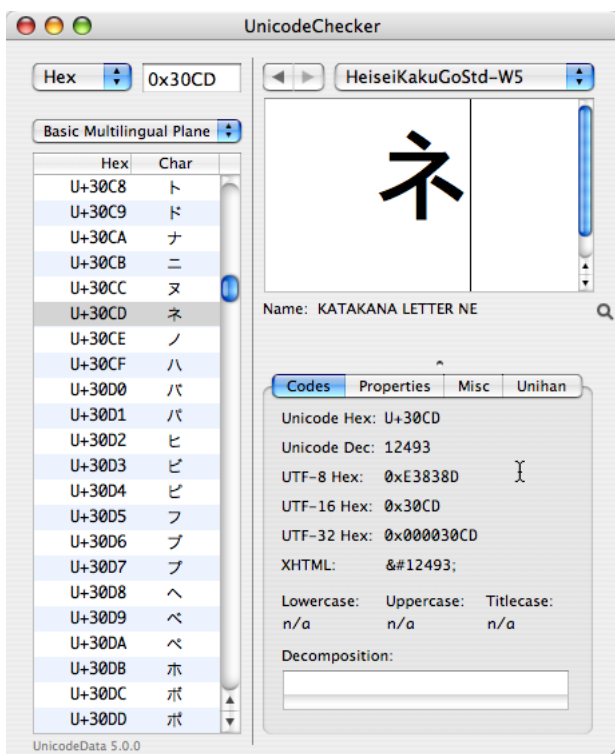 UnicodeChecker
Hex 0x30CD
HeiseiKakuGoStd-W5
Basic Multilingual Plane
Hex Char
U+30C8 ト
U+30C9 ド
U+30CA ナ
U+30CB ニ
U+30CC ヌ
U+30CD ネ
U+30CE ノ
U+30CF ハ
U+30D0 バ
U+30D1 パ
U+30D2 ヒ
U+30D3 ビ
U+30D4 ピ
U+30D5 フ
U+30D6 ブ
U+30D7 プ
U+30D8 ヘ
U+30D9 ベ
U+30DA ペ
U+30DB ホ
U+30DC ボ
U+30DD ポ
UnicodeData 5.0.0
ネ
Name: KATAKANA LETTER NE
Codes Properties Misc Unihan
Unicode Hex: U+30CD
Unicode Dec: 12493
UTF-8 Hex: 0xE3838D
UTF-16 Hex: 0x30CD
UTF-32 Hex: 0x000030CD
XHTML: &#12493;
Lowercase: Uppercase: Titlecase:
n/a n/a n/a
Decomposition: